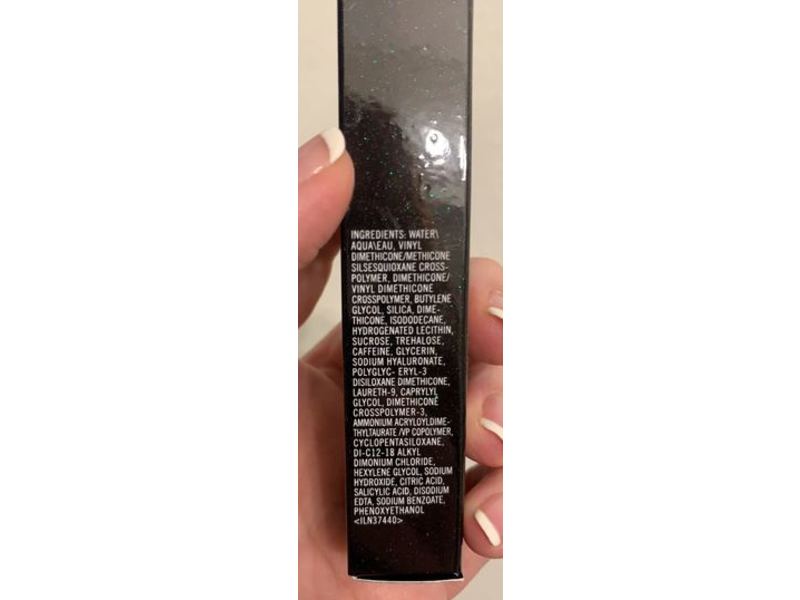 INGREDIENTS: WATER\
AQUA\EAU, VINYL
DIMETHICONE/METHICONE
SILSESQUIOXANE CROSS-
POLYMER, DIMETHICONE/
VINYL DIMETHICONE
CROSSPOLYMER, BUTYLENE
GLYCOL, SILICA, DIME-
THICONE, ISODODECANE,
HYDROGENATED LECITHIN,
SUCROSE, TREHALOSE,
CAFFEINE, GLYCERIN,
SODIUM HYALURONATE,
POLYGLYC- ERYL-3
DISILOXANE DIMETHICONE,
LAURETH-9, CAPRYLYL
GLYCOL, DIMETHICONE
CROSSPOLYMER-3,
AMMONIUM ACRYLOYLDIME-
THYLTAURATE /VP COPOLYMER,
CYCLOPENTASILOXANE,
DI-C12-18 ALKYL
DIMONIUM CHLORIDE,
HEXYLENE GLYCOL, SODIUM
HYDROXIDE, CITRIC ACID,
SALICYLIC ACID, DISODIUM
EDTA, SODIUM BENZOATE,
PHENOXYETHANOL
<ILN37440>